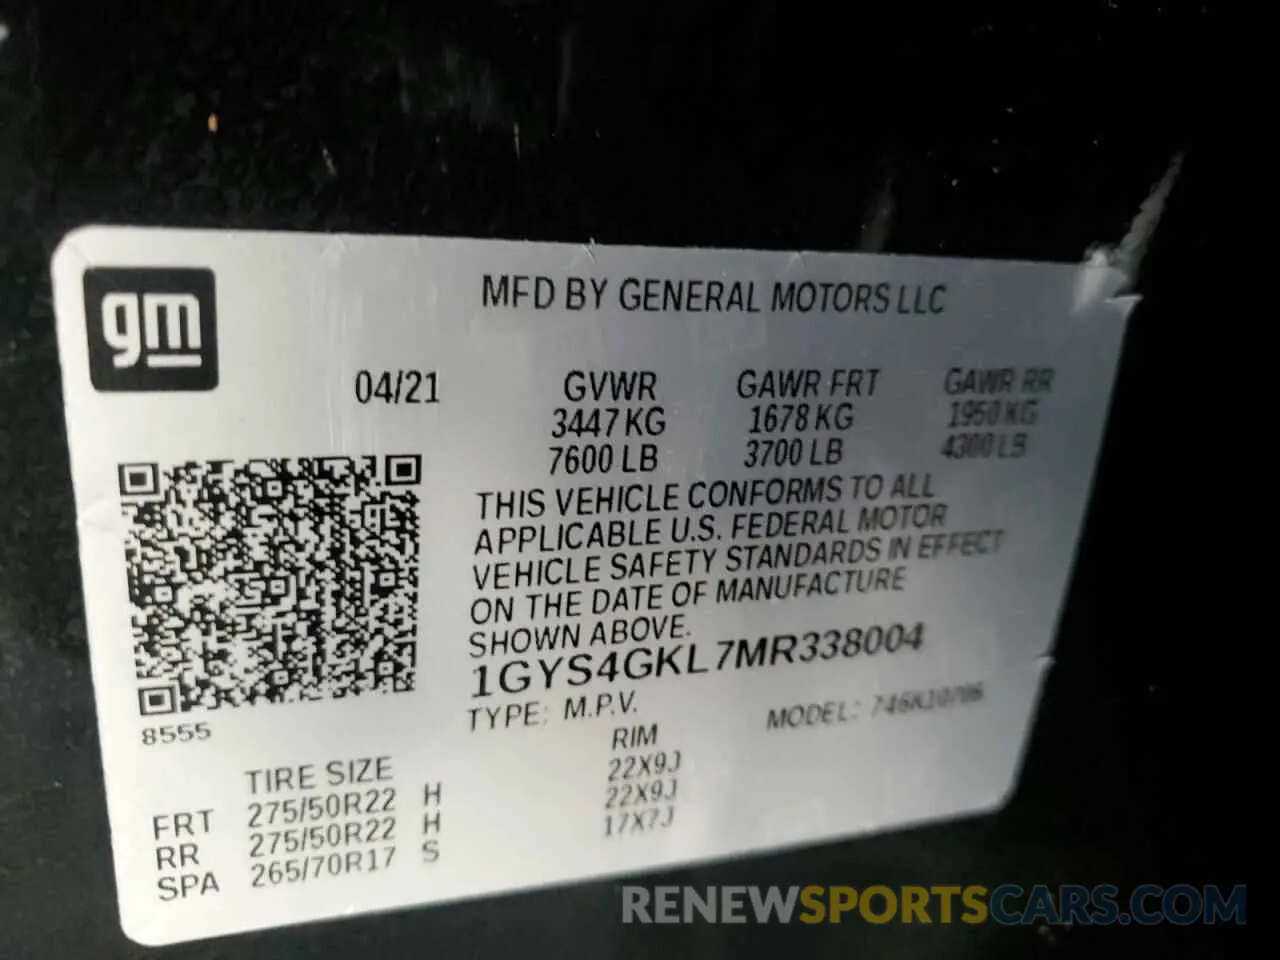 gm
MFD BY GENERAL MOTORS LLC
04/21 GVWR GAWR FRT GAWR RR
3447 KG 1678 KG 1950 KG
7600 LB 3700 LB 4300 LB
THIS VEHICLE CONFORMS TO ALL
APPLICABLE U.S. FEDERAL MOTOR
VEHICLE SAFETY STANDARDS IN EFFECT
ON THE DATE OF MANUFACTURE
SHOWN ABOVE.
1GYS4GKL7MR338004
8555
TYPE: M.P.V. MODEL:
TIRE SIZE RIM
FRT 275/50R22 H 22X9J
RR 275/50R22 H 22X9J
SPA 265/70R17 S 17X7J
RENEWSPORTSCARS.COM